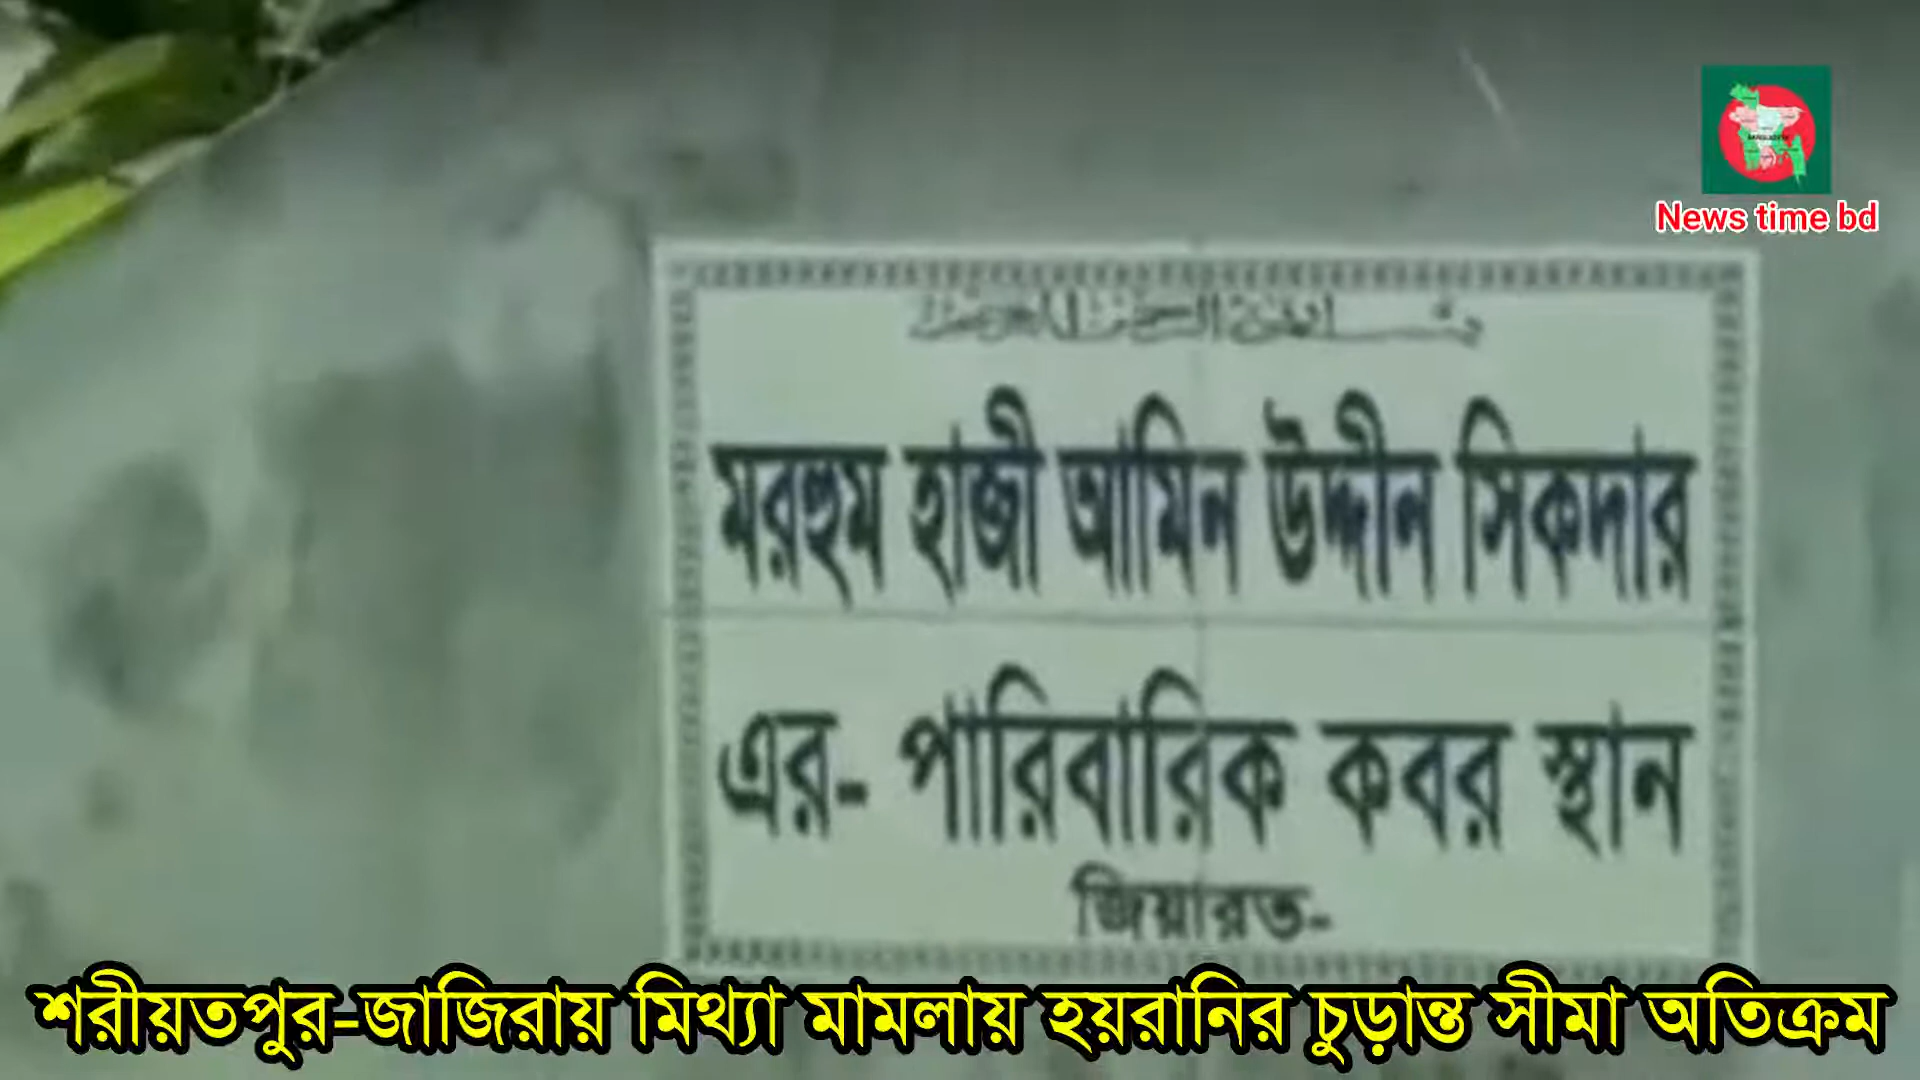 News time bd
মরহুম হাজী আমিন উদ্দীন সিকদার
এর- পারিবারিক কবর স্থান
জিয়ারত-
শরীয়তপুর-জাজিরায় মিথ্যা মামলায় হয়রানির চুড়ান্ত সীমা অতিক্রম